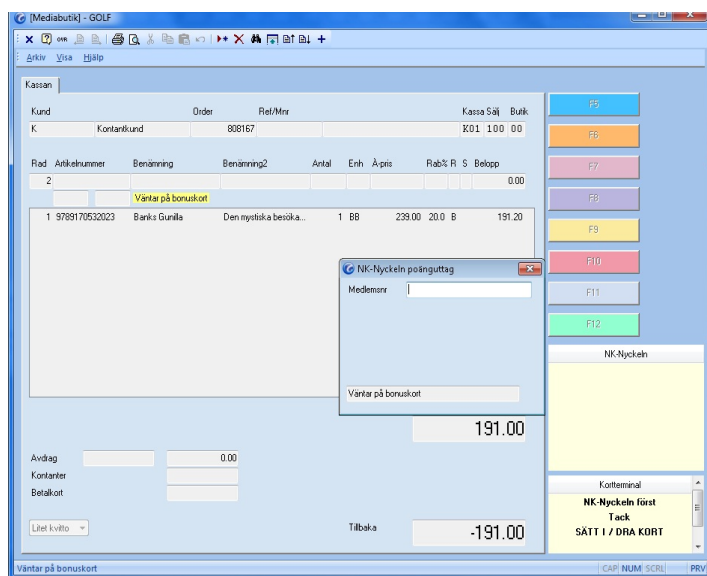 [Mediabutik] - GOLF
OVR
Arkiv Visa Hjälp
Kassan
Kund Order Ref/Mnr Kassa Sälj Butik
K Kontantkund 808167 K01 100 00
Rad Artikelnummer Benämning Benämning2 Antal Enh À-pris Rab% R S Belopp
2 0.00
Väntar på bonuskort
1 9789170532023 Banks Gunilla Den mystiska besöka... 1 BB 239.00 20.0 B 191.20
NK-Nyckeln poänguttag
Medlemsnr
Väntar på bonuskort
191.00
Avdrag 0.00
Kontanter
Betalkort
Litet kvitto Tillbaka -191.00
F5
F6
F7
F8
F9
F10
F11
F12
NK-Nyckeln
Kortterminal
NK-Nyckeln först
Tack
SÄTT I / DRA KORT
Väntar på bonuskort CAP NUM SCRL PRV